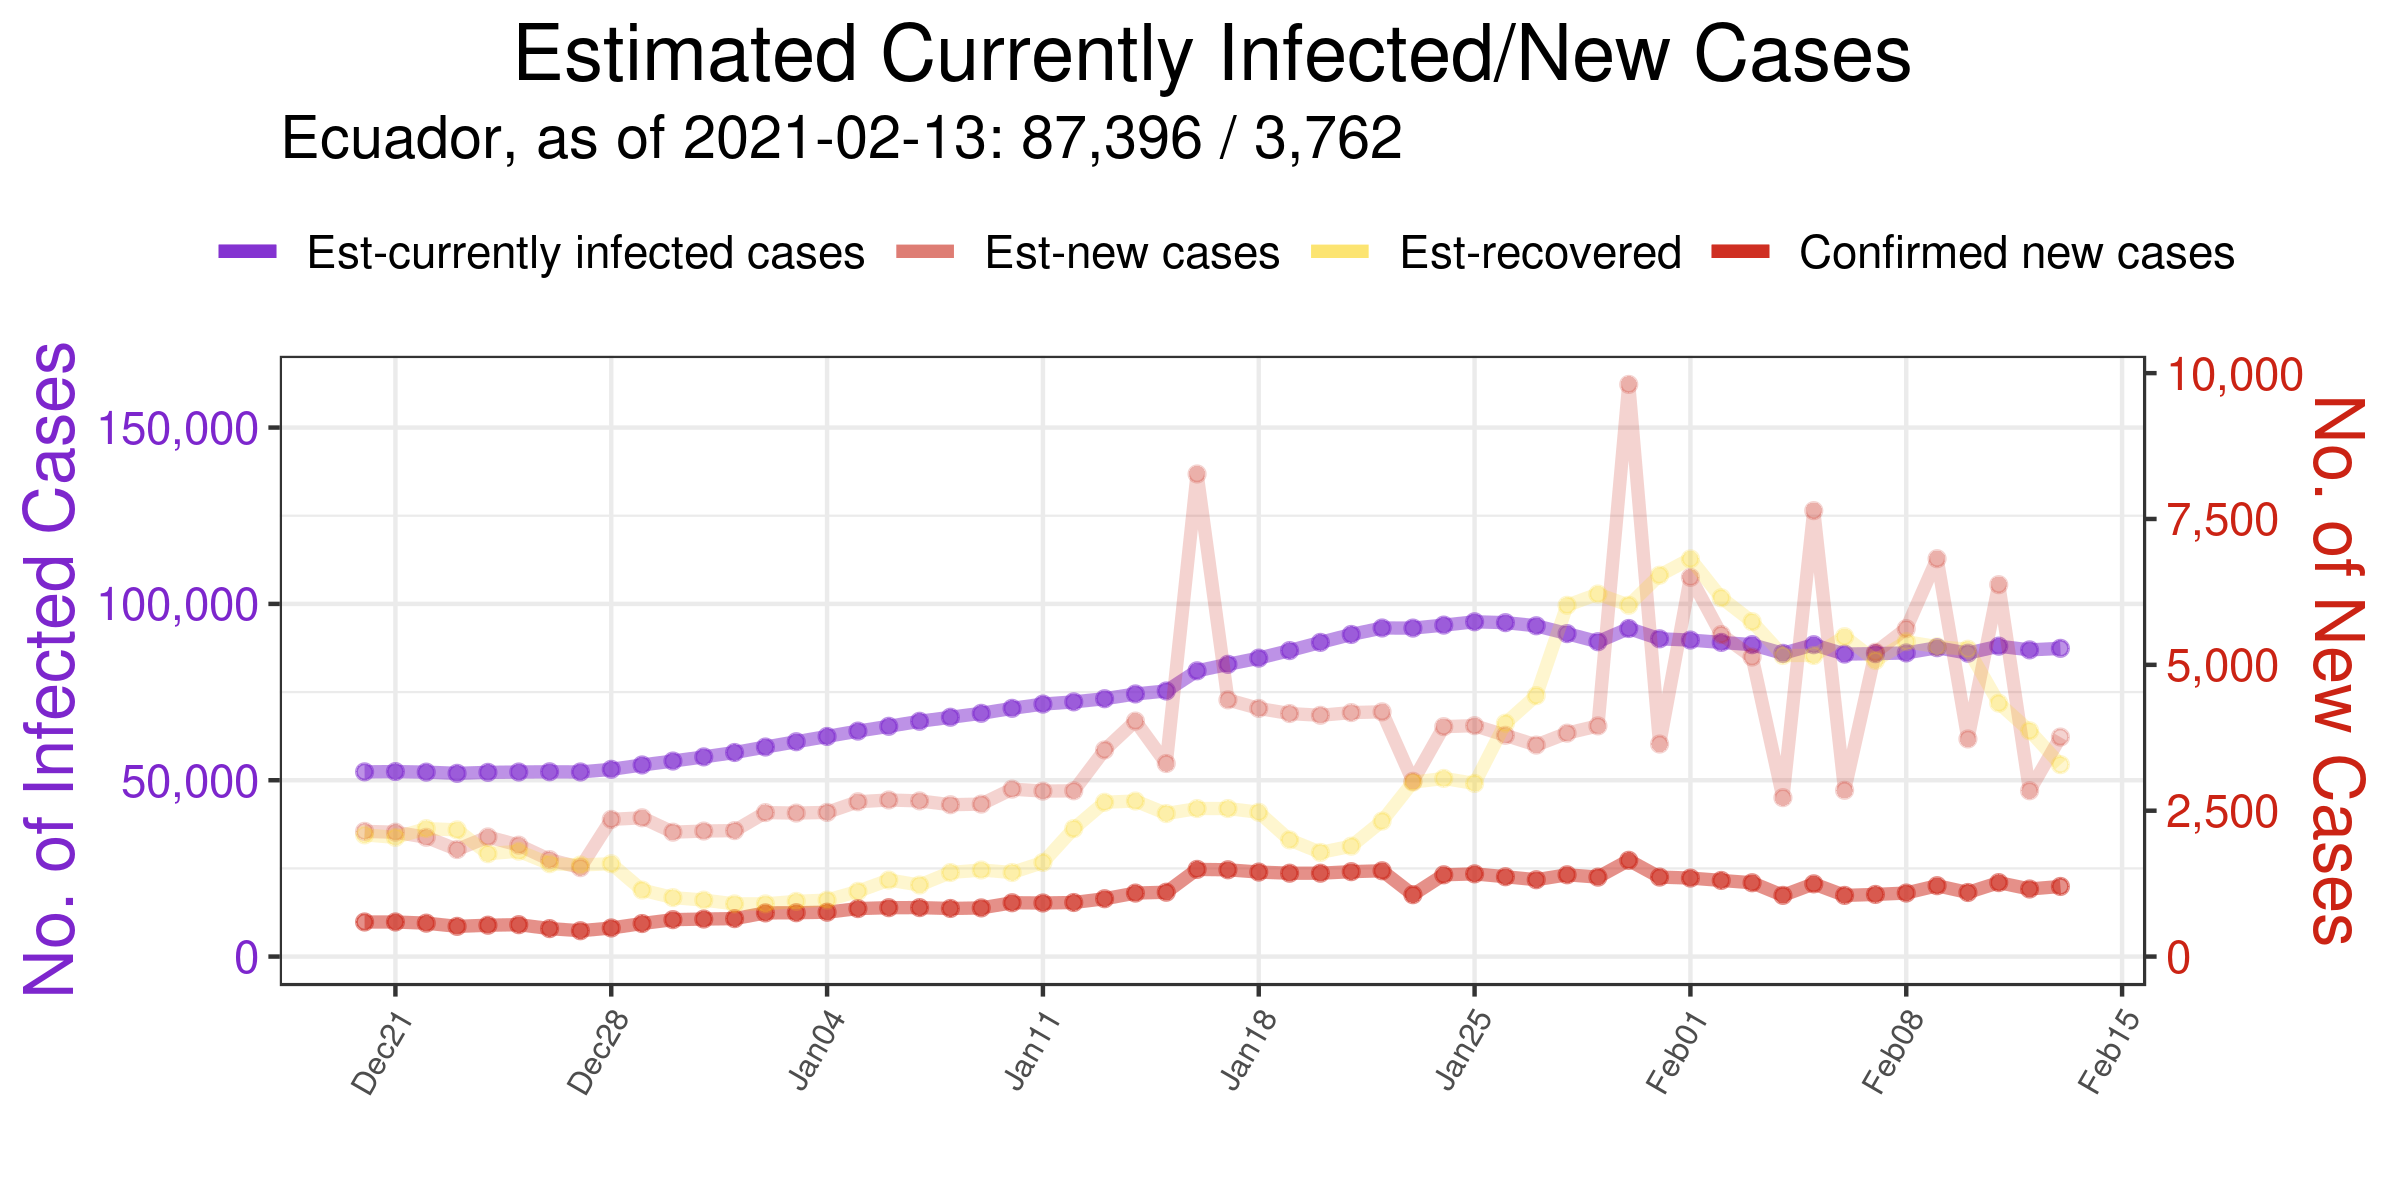 Estimated Currently Infected/New Cases
Ecuador, as of 2021-02-13: 87,396 / 3,762
Est-currently infected cases Est-new cases Est-recovered Confirmed new cases
No. of Infected Cases
150,000
100,000
50,000
0
10,000
7,500
5,000
2,500
0
No. of New Cases
Dec21 Dec28 Jan04 Jan11 Jan18 Jan25 Feb01 Feb08 Feb15